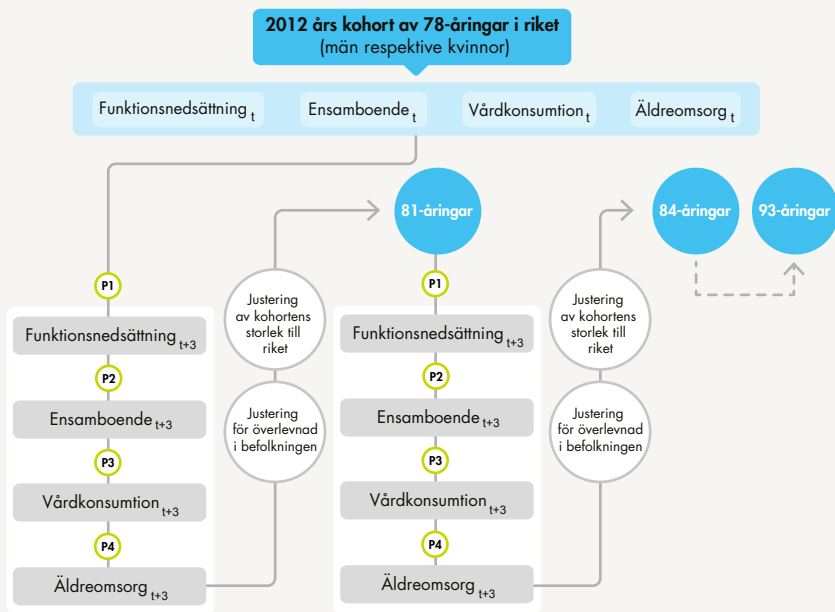 2012 års kohort av 78-åringar i riket
(män respektive kvinnor)
Funktionsnedsättning t
Ensamboende t
Vårdkonsumtion t
Äldreomsorg t
P1
Funktionsnedsättning t+3
P2
Ensamboende t+3
P3
Vårdkonsumtion t+3
P4
Äldreomsorg t+3
Justering
av kohortens
storlek till
riket
Justering
för överlevnad
i befolkningen
81-åringar
P1
Funktionsnedsättning t+3
P2
Ensamboende t+3
P3
Vårdkonsumtion t+3
P4
Äldreomsorg t+3
Justering
av kohortens
storlek till
riket
Justering
för överlevnad
i befolkningen
84-åringar
93-åringar